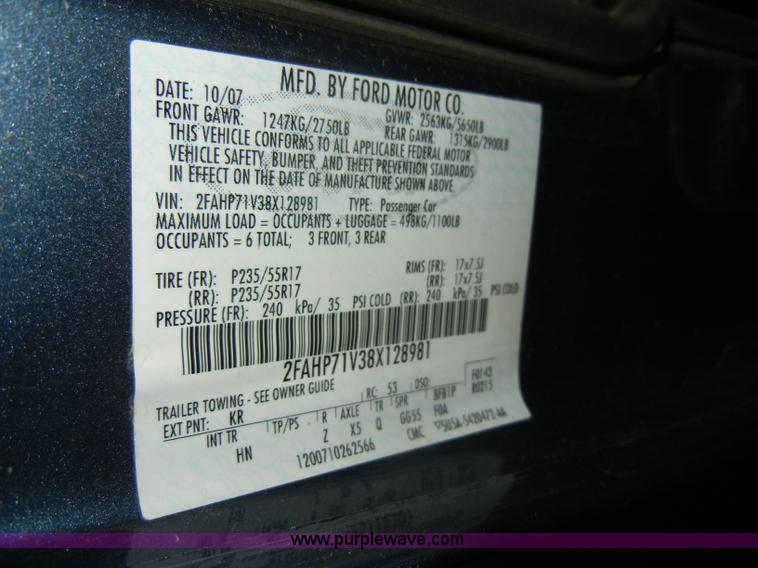 MFD. BY FORD MOTOR CO.
DATE: 10/07 GVWR: 2563KG/5650LB
FRONT GAWR: 1247KG/2750LB REAR GAWR: 1315KG/2900LB
THIS VEHICLE CONFORMS TO ALL APPLICABLE FEDERAL MOTOR
VEHICLE SAFETY, BUMPER, AND THEFT PREVENTION STANDARDS
IN EFFECT ON THE DATE OF MANUFACTURE SHOWN ABOVE.
VIN: 2FAHP71V38X128981 TYPE: Passenger Car
MAXIMUM LOAD = OCCUPANTS + LUGGAGE = 498KG/1100LB
OCCUPANTS = 6 TOTAL; 3 FRONT, 3 REAR
TIRE (FR): P235/55R17 RIMS (FR): 17x7.5J
(RR): P235/55R17 (RR): 17x7.5J
PRESSURE (FR): 240 kPa/ 35 PSI COLD (RR): 240 kPa/ 35 PSI COLD
2FAHP71V38X128981
TRAILER TOWING - SEE OWNER GUIDE
EXT PNT: KR RC: 53 DSO: F0143
R0215
INT TR TP/PS R AXLE TR SPR BFB1P
HN Z X5 Q GG55 FOA
1200710262566 CMC
www.purplewave.com